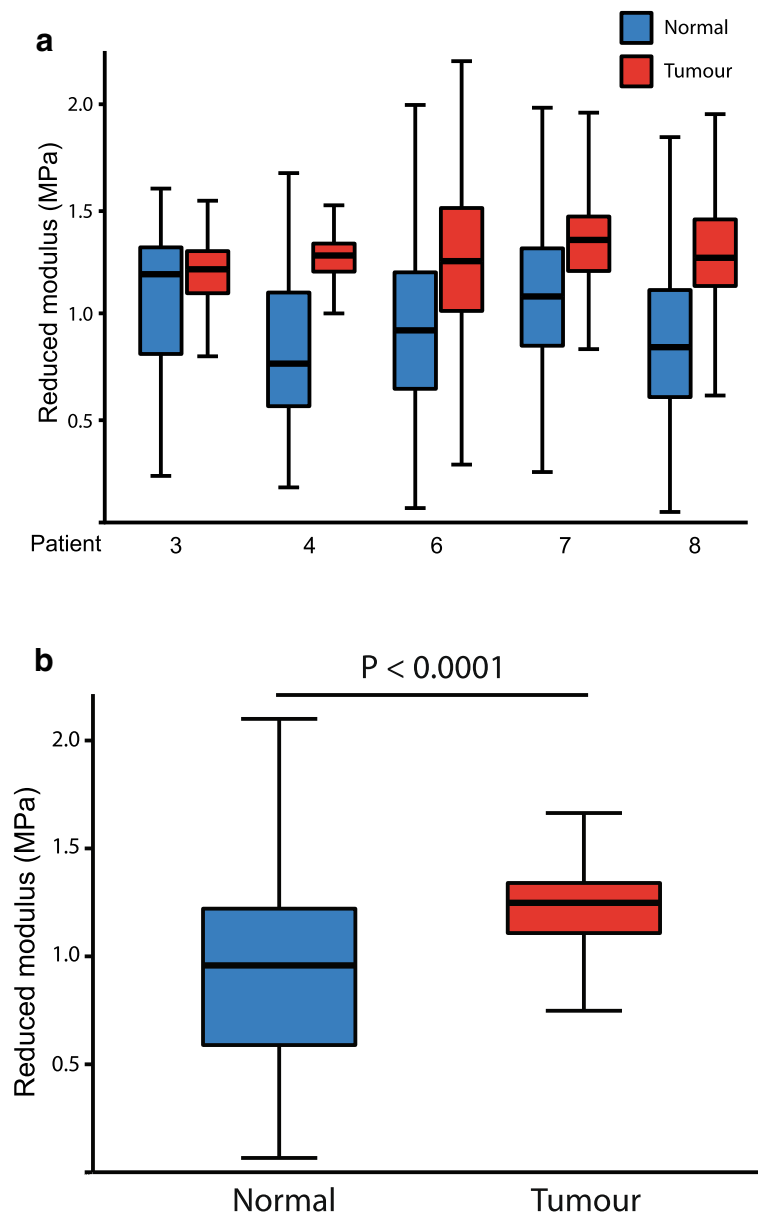 a
Normal
Tumour
Reduced modulus (MPa)
2.0
1.5
1.0
0.5
Patient 3 4 6 7 8
b
P < 0.0001
Reduced modulus (MPa)
2.0
1.5
1.0
0.5
Normal Tumour